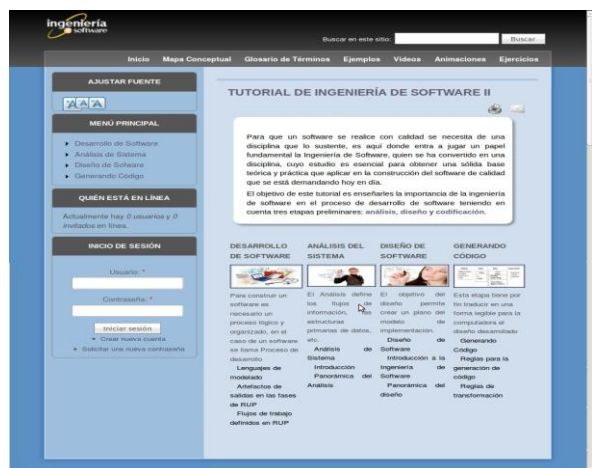 ingeniería
software
Buscar en este sitio:
Buscar
Inicio Mapa Conceptual Glosario de Términos Ejemplos Videos Animaciones Ejercicios
AJUSTAR FUENTE
A A A
MENÚ PRINCIPAL
Desarrollo de Software
Análisis de Sistema
Diseño de Sofware
Generando Código
QUIÉN ESTÁ EN LÍNEA
Actualmente hay 0 usuarios y 0
invitados en línea.
INICIO DE SESIÓN
Usuario: *
Contraseña: *
Iniciar sesión
Crear nueva cuenta
Solicitar una nueva contraseña
TUTORIAL DE INGENIERÍA DE SOFTWARE II
Para que un software se realice con calidad se necesita de una
disciplina que lo sustente, es aquí donde entra a jugar un papel
fundamental la Ingeniería de Software, quien se ha convertido en una
disciplina, cuyo estudio es esencial para obtener una sólida base
teórica y práctica que aplicar en la construcción del software de calidad
que se está demandando hoy en día.
El objetivo de este tutorial es enseñarles la importancia de la ingeniería
de software en el proceso de desarrollo de software teniendo en
cuenta tres etapas preliminares: análisis, diseño y codificación.
DESARROLLO
DE SOFTWARE
Para construir un
software es
necesario un
proceso lógico y
organizado, en el
caso de un software
se llama Proceso de
desarrollo
Lenguajes de
modelado
Artefactos de
salidas en las fases
de RUP
Flujos de trabajo
definidos en RUP
ANÁLISIS DEL
SISTEMA
El Análisis define
los flujos de
información, las
estructuras
primarias de datos,
etc.
Análisis de
Sistema
Introducción
Panorámica del
Análisis
DISEÑO DE
SOFTWARE
El objetivo del
diseño permite
crear un plano del
modelo de
implementación.
Diseño de
Software
Introducción a la
Ingeniería de
Software
Panorámica del
diseño
GENERANDO
CÓDIGO
Esta etapa tiene por
fin traducir en una
forma legible para la
computadora el
diseño desarrollado
Generando
Código
Reglas para la
generación de
código
Reglas de
transformación